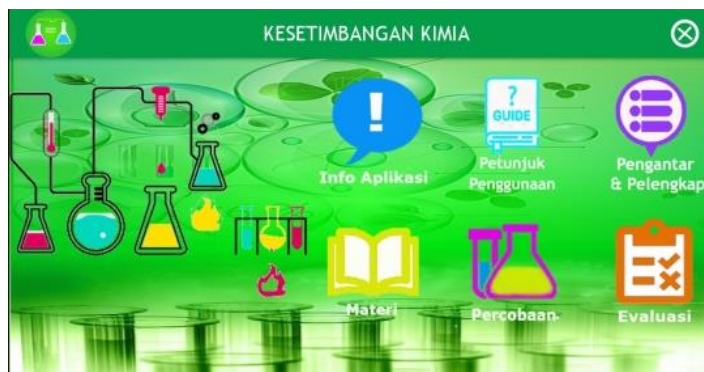 KESETIMBANGAN KIMIA
?
GUIDE
!
Info Aplikasi
Petunjuk
Penggunaan
Pengantar
& Pelengkap
Materi
Percobaan
Evaluasi